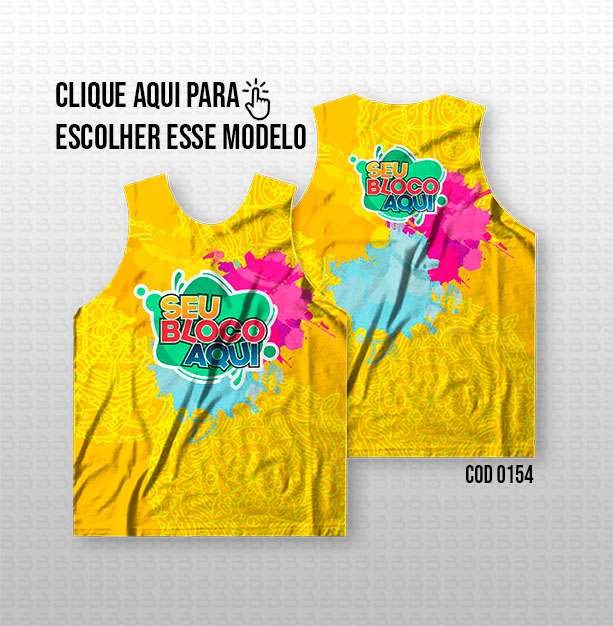 CLIQUE AQUI PARA
ESCOLHER ESSE MODELO
SEU
BLOCO
AQUI
SEU
BLOCO
AQUI
COD 0154